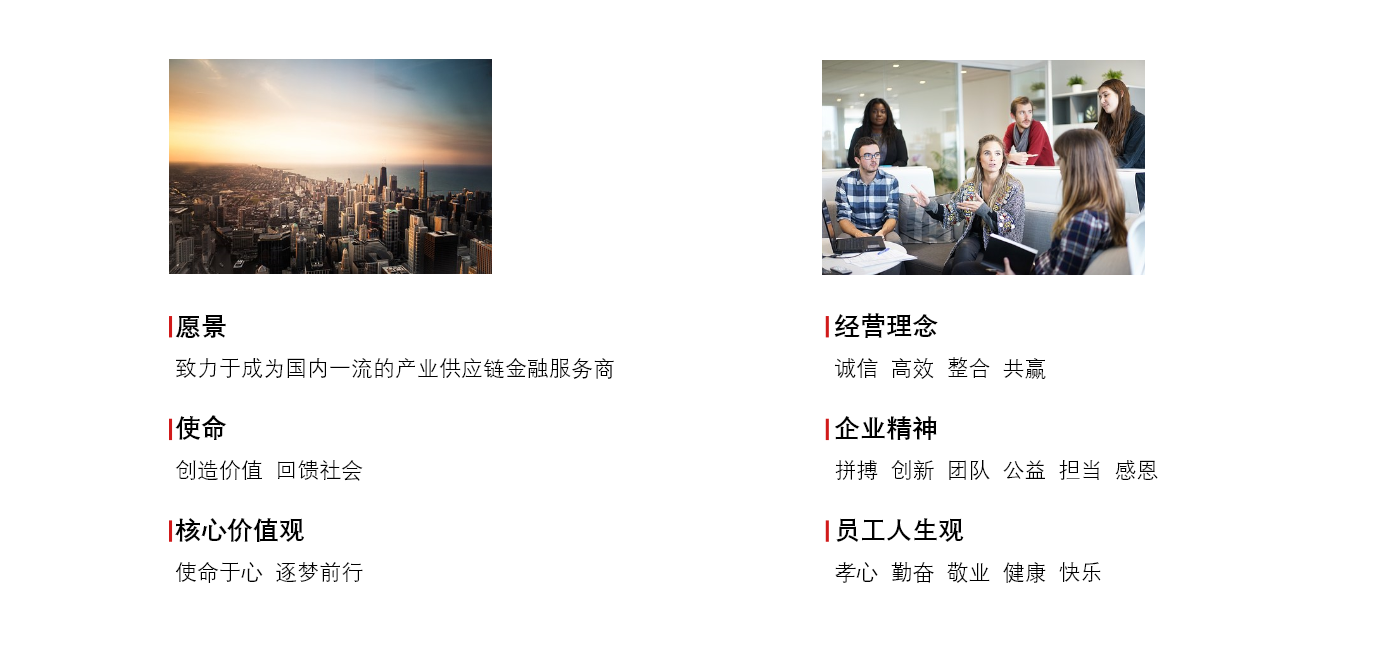 愿景
致力于成为国内一流的产业供应链金融服务商
使命
创造价值 回馈社会
核心价值观
使命于心 逐梦前行
经营理念
诚信 高效 整合 共赢
企业精神
拼搏 创新 团队 公益 担当 感恩
员工人生观
孝心 勤奋 敬业 健康 快乐